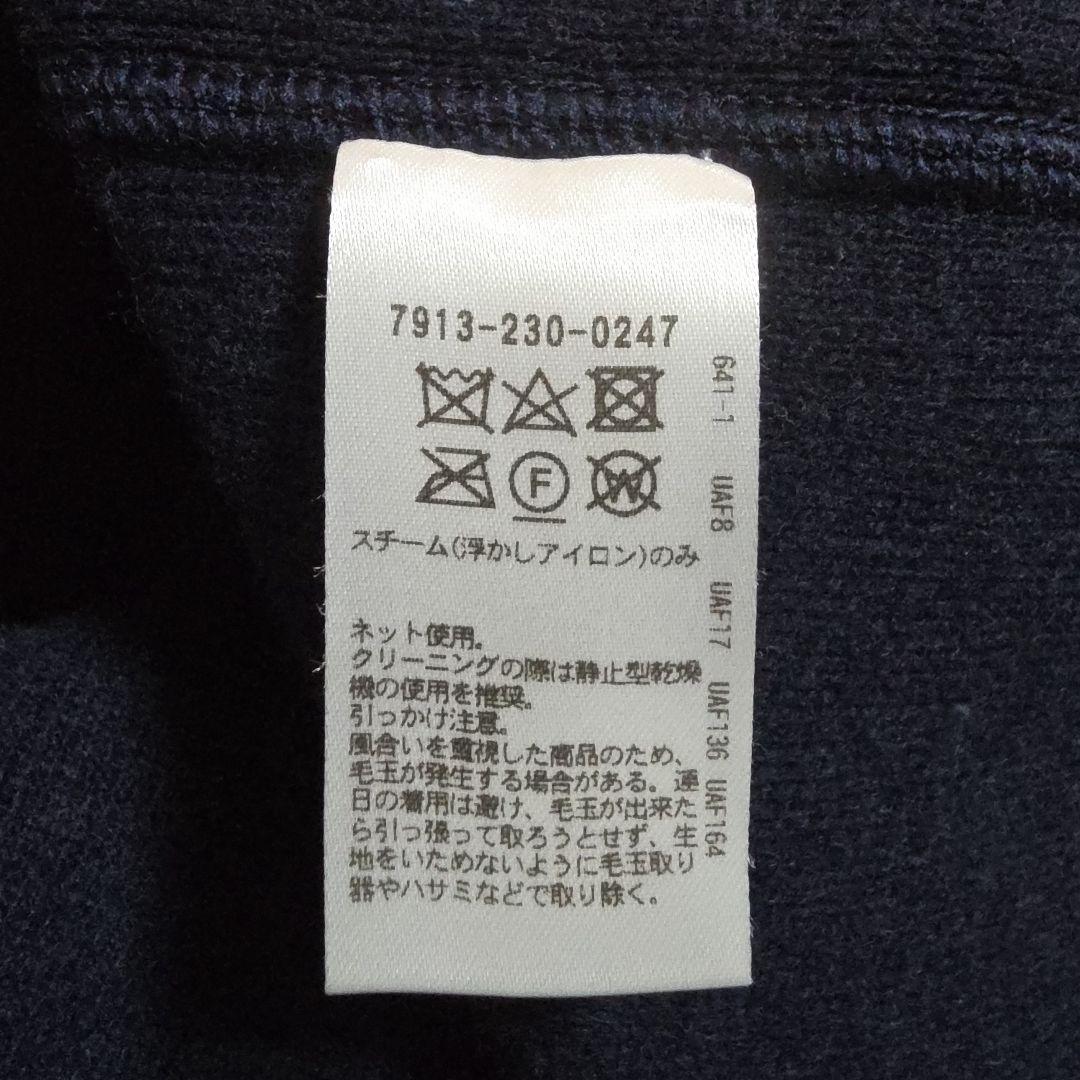 7913-230-0247
F
W
スチーム(浮かしアイロン)のみ
ネット使用。
クリーニングの際は静止型乾燥
機の使用を推奨。
引っかけ注意。
風合いを重視した商品のため、
毛玉が発生する場合がある。連
日の着用は避け、毛玉が出来た
ら引っ張って取ろうとせず、生
地をいためないように毛玉取り
器やハサミなどで取り除く。
641-1 UAF8 UAF17 UAF136 UAF164